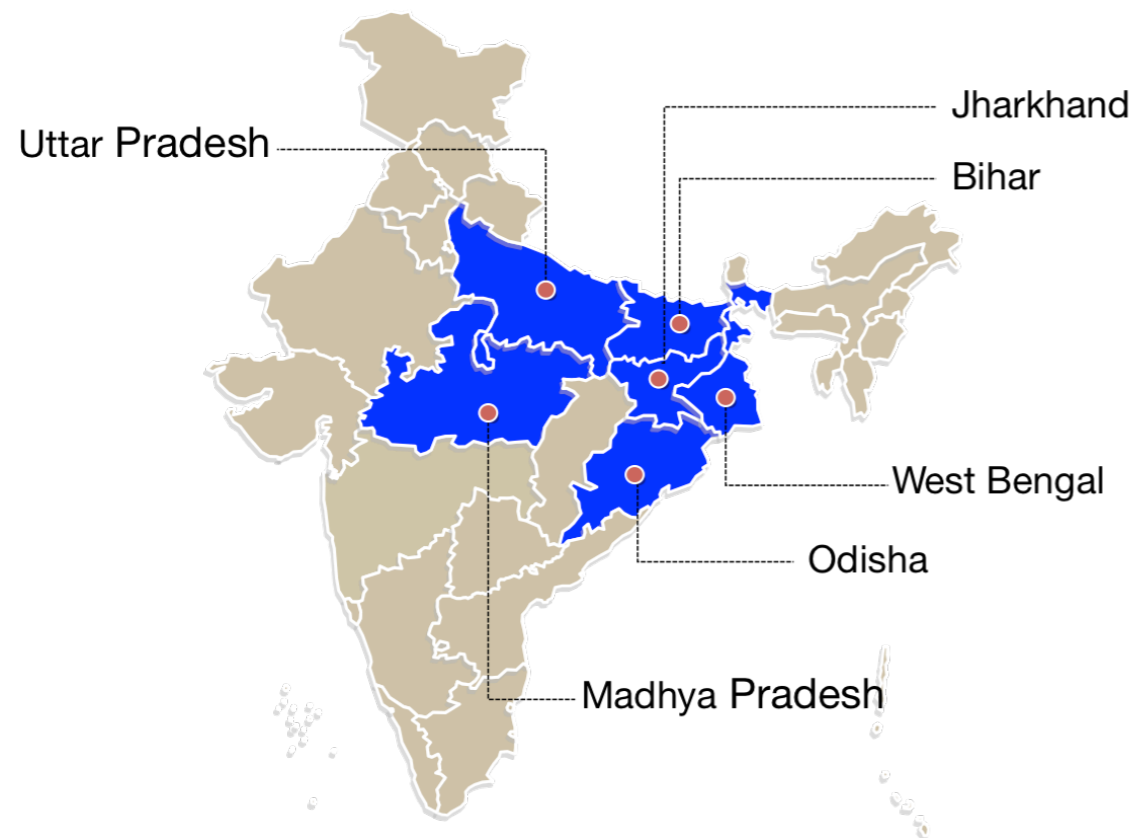 Jharkhand
Uttar Pradesh
Bihar
West Bengal
Odisha
Madhya Pradesh